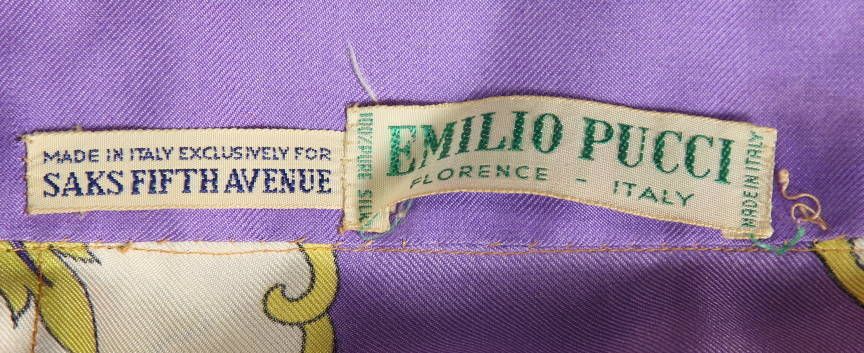 MADE IN ITALY EXCLUSIVELY FOR
SAKS FIFTH AVENUE
100% PURE SILK
EMILIO PUCCI
FLORENCE - ITALY
MADE IN ITALY